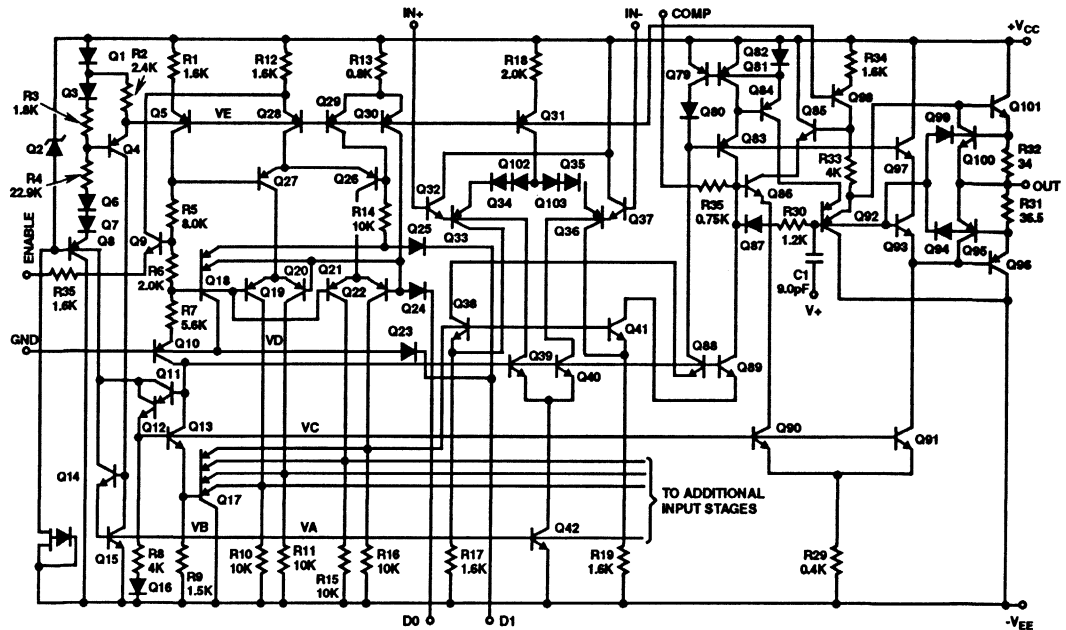 IN+
IN-
COMP
+VCC
Q1
R2
2.4K
R1
1.6K
R12
1.6K
R13
0.8K
R18
2.0K
Q82
Q81
Q79
R34
1.6K
R3
1.8K
Q3
Q5
VE
Q28
Q29
Q30
Q31
Q80
Q84
Q85
Q98
Q101
Q2
Q4
Q83
Q99
Q100
R32
34
R4
22.9K
Q27
Q26
Q102
Q35
R33
4K
Q97
Q32
Q34
Q103
Q86
OUT
Q6
Q7
R5
8.0K
R14
10K
Q33
Q36
Q37
R35
0.75K
R30
1.2K
Q92
R31
36.5
ENABLE
Q8
Q9
Q25
Q87
Q93
Q94
Q95
Q96
R6
2.0K
Q18
Q19
Q20
Q21
Q22
C1
9.0pF
V+
R35
1.6K
R7
5.6K
Q24
Q38
Q41
GND
Q10
VD
Q23
Q39
Q40
Q88
Q89
Q11
Q12
Q13
VC
Q90
Q91
Q14
Q17
TO ADDITIONAL
INPUT STAGES
VB
VA
Q42
Q15
R8
4K
Q16
R9
1.5K
R10
10K
R11
10K
R15
10K
R16
10K
R17
1.6K
R19
1.6K
R29
0.4K
-VEE
D0
D1